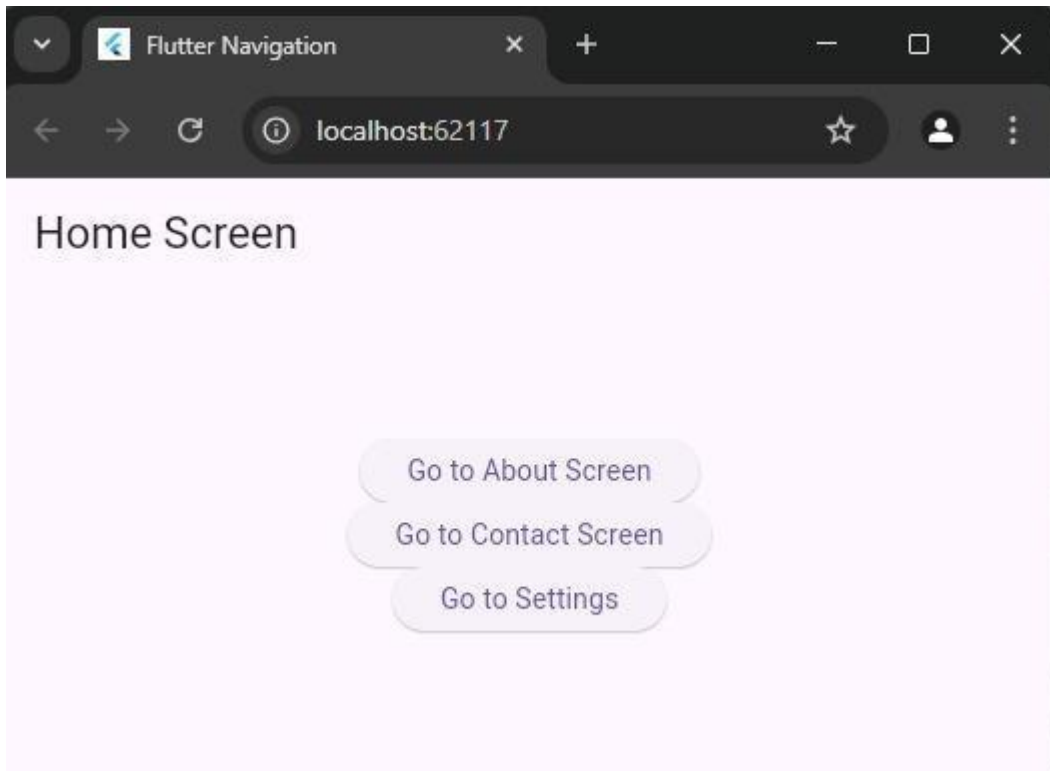 Flutter Navigation
localhost:62117
Home Screen
Go to About Screen
Go to Contact Screen
Go to Settings